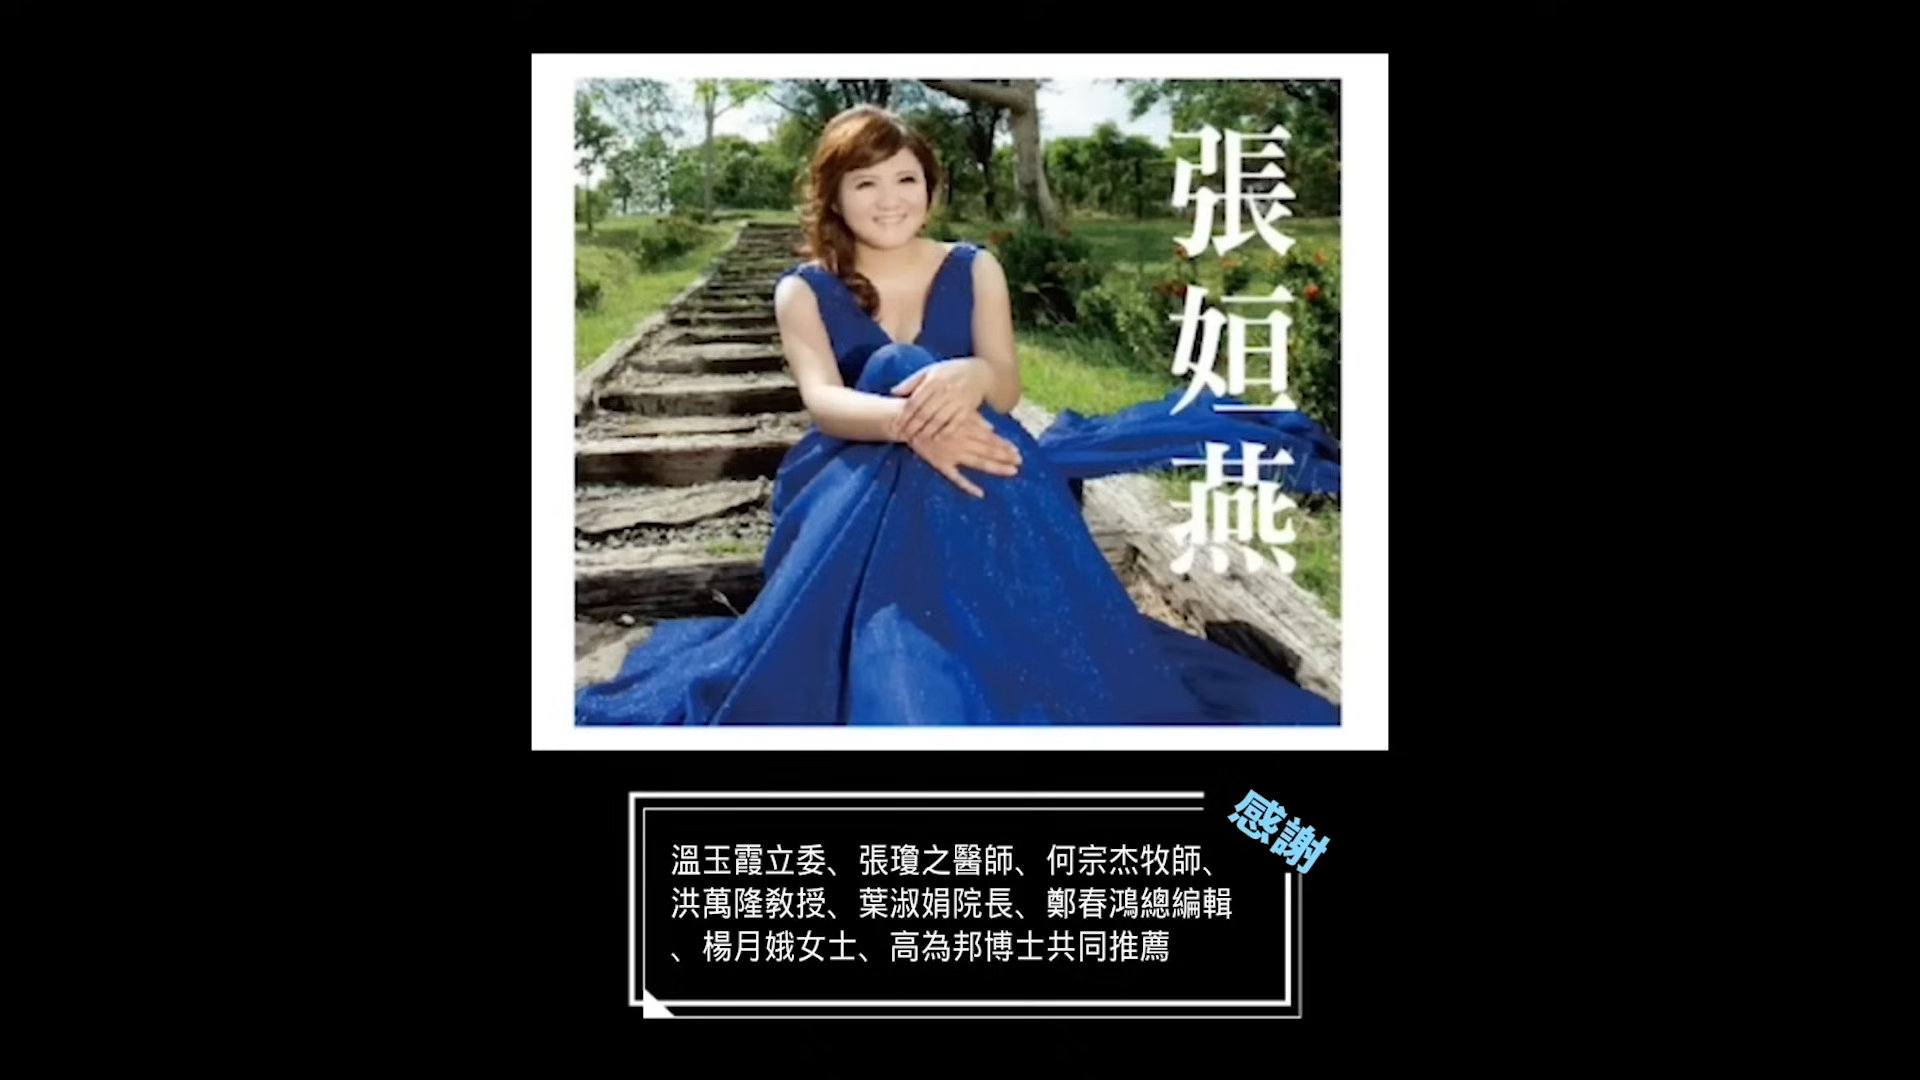 張姮燕
感謝
溫玉霞立委、張瓊之醫師、何宗杰牧師、
洪萬隆教授、葉淑娟院長、鄭春鴻總編輯
、楊月娥女士、高為邦博士共同推薦